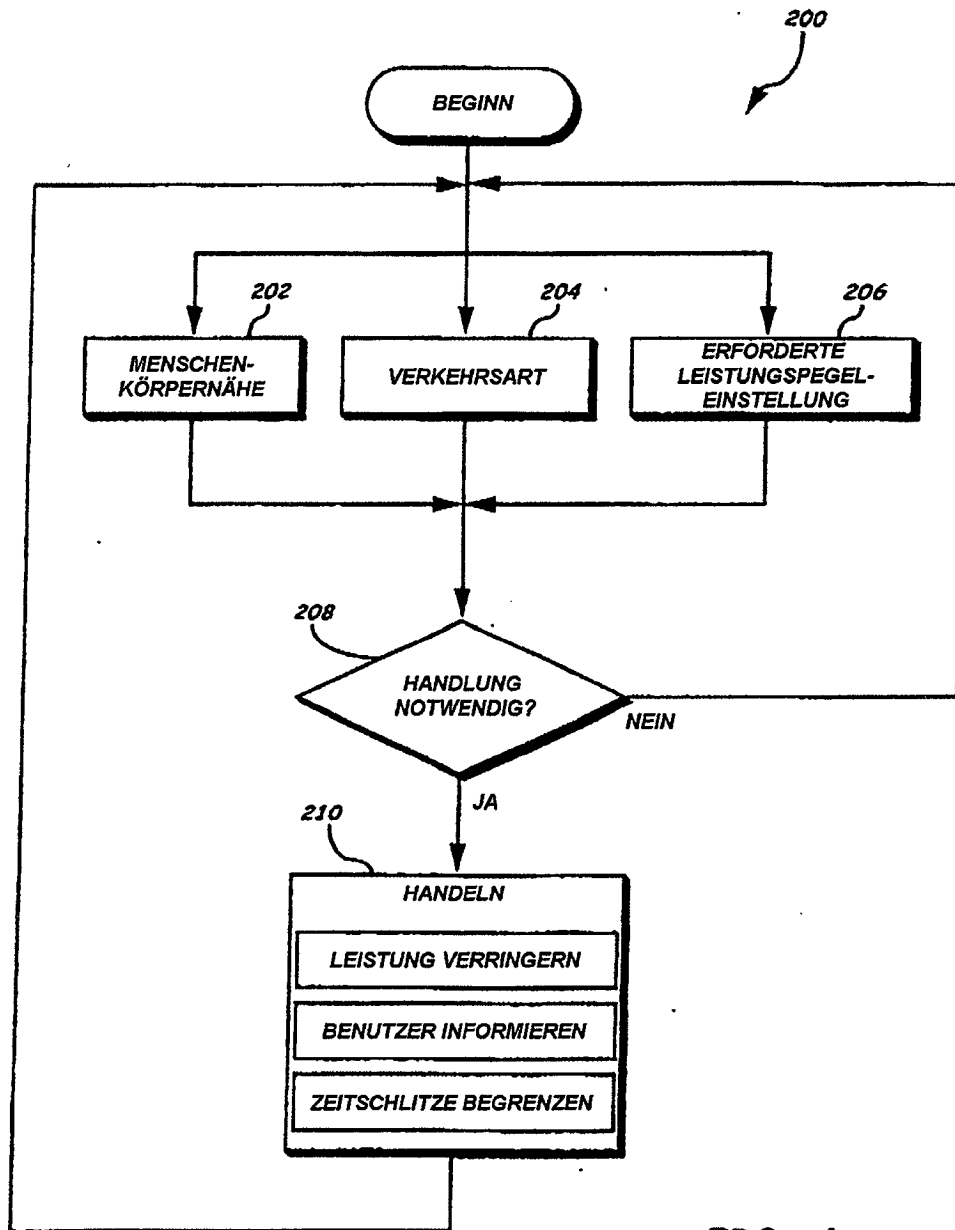 200
BEGINN
202
204
206
MENSCHEN-
KÖRPERNÄHE
VERKEHRSART
ERFORDERTE
LEISTUNGSPEGEL-
EINSTELLUNG
208
HANDLUNG
NOTWENDIG?
NEIN
JA
210
HANDELN
LEISTUNG VERRINGERN
BENUTZER INFORMIEREN
ZEITSCHLITZE BEGRENZEN